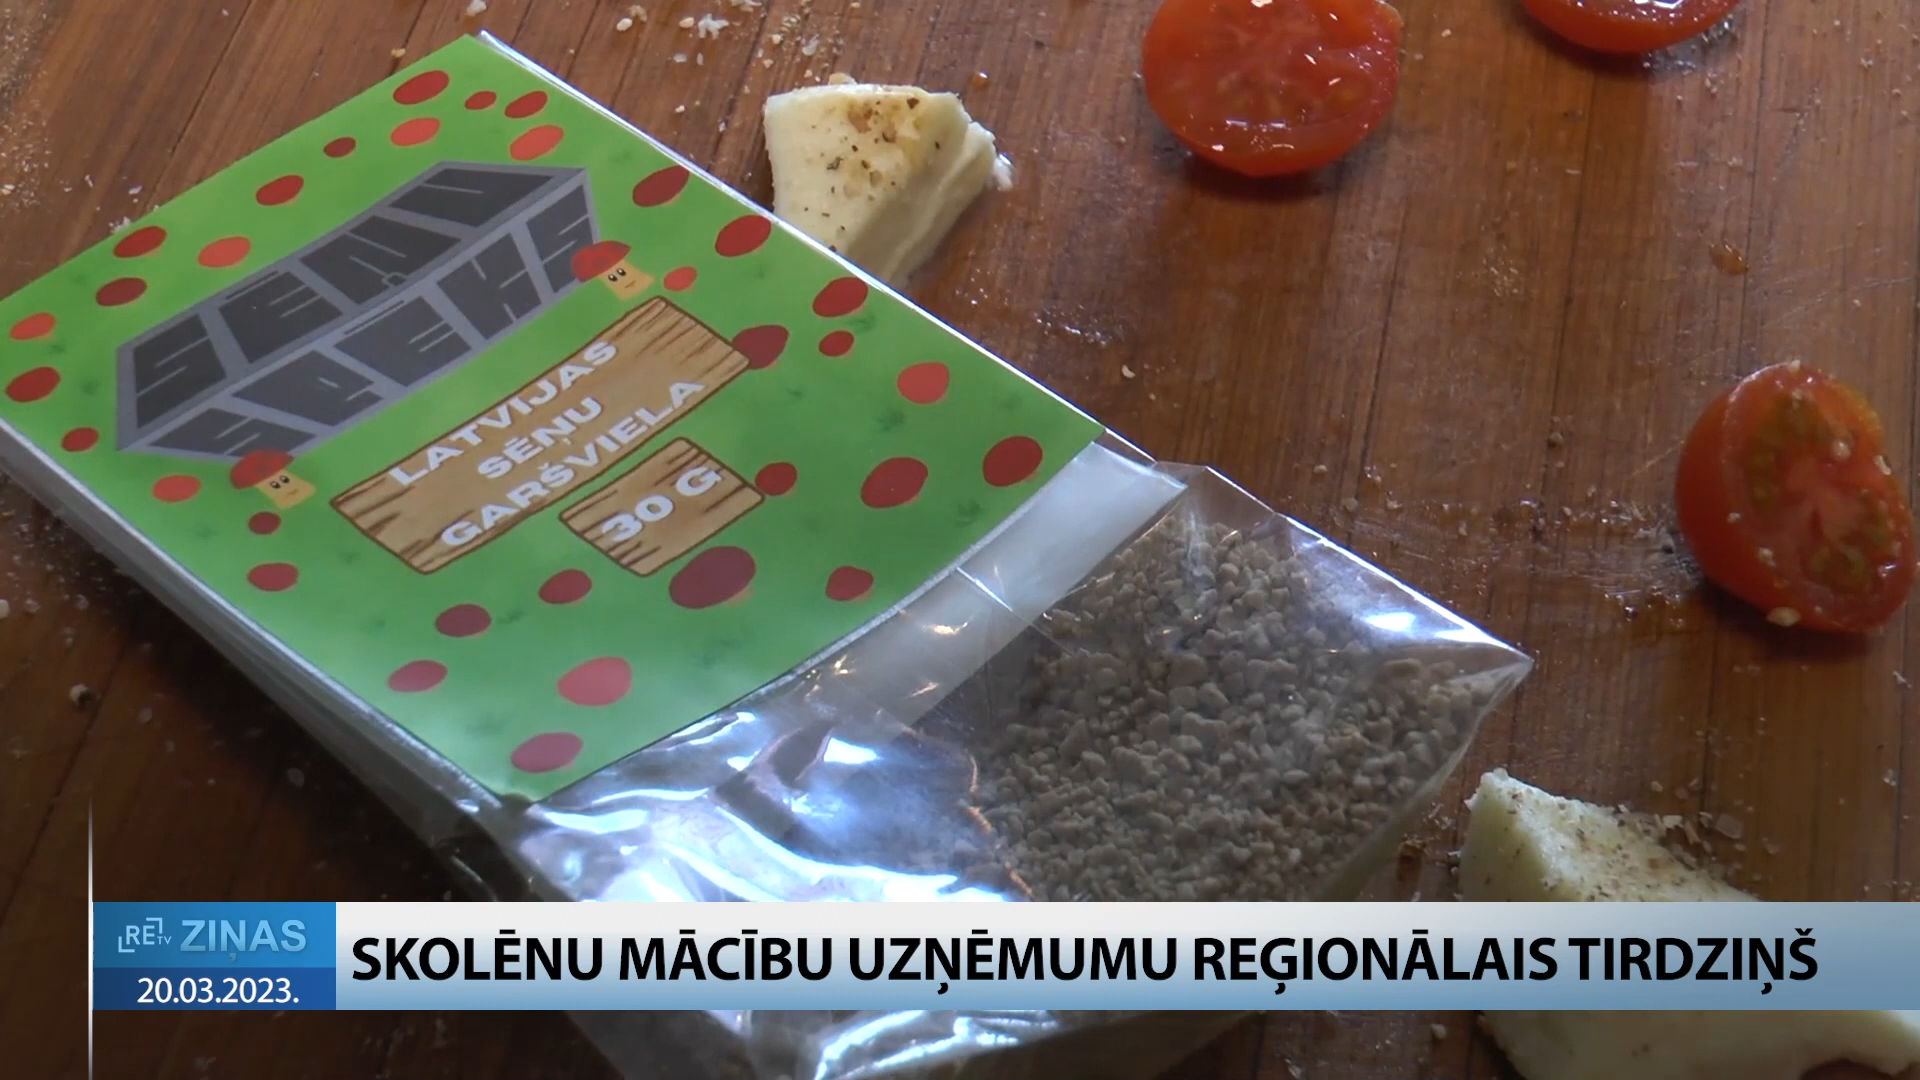 SĒŅU
SPĒKS
LATVIJAS
SĒŅU
GARŠVIELA
30 G
RE TV ZIŅAS
20.03.2023.
SKOLĒNU MĀCĪBU UZŅĒMUMU REĢIONĀLAIS TIRDZIŅŠ